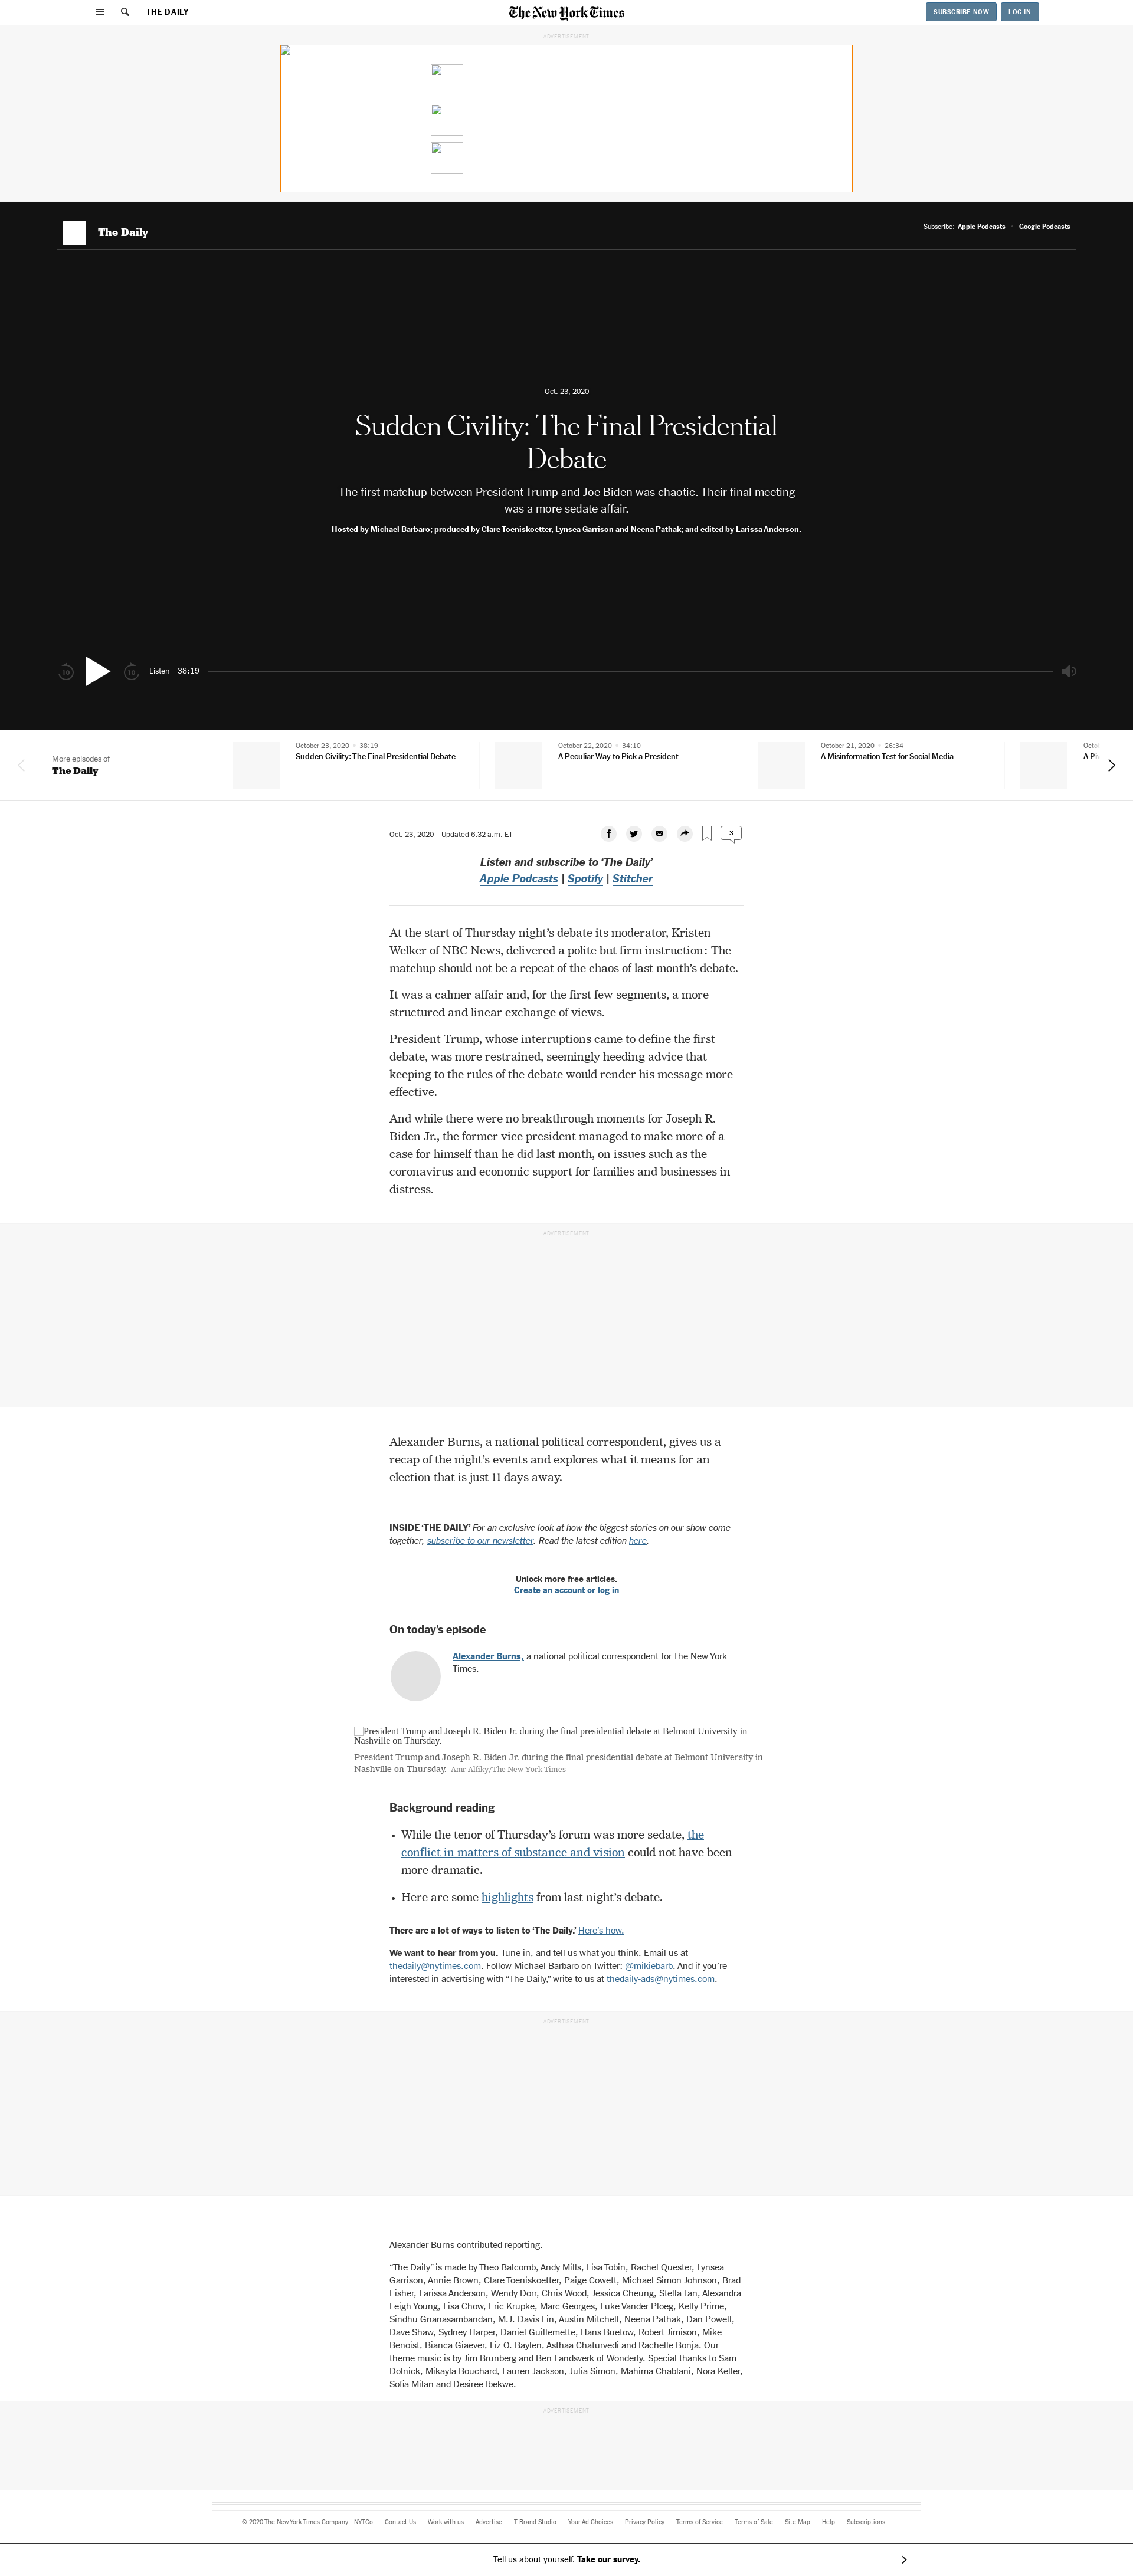 THE DAILY
The New York Times
SUBSCRIBE NOW
LOG IN
ADVERTISEMENT
The Daily
Subscribe: Apple Podcasts · Google Podcasts
Oct. 23, 2020
Sudden Civility: The Final Presidential
Debate
The first matchup between President Trump and Joe Biden was chaotic. Their final meeting
was a more sedate affair.
Hosted by Michael Barbaro; produced by Clare Toeniskoetter, Lynsea Garrison and Neena Pathak; and edited by Larissa Anderson.
10
10
Listen 38:19
More episodes of
The Daily
October 23, 2020 • 38:19
Sudden Civility: The Final Presidential Debate
October 22, 2020 • 34:10
A Peculiar Way to Pick a President
October 21, 2020 • 26:34
A Misinformation Test for Social Media
Oct. 23, 2020 Updated 6:32 a.m. ET
3
Listen and subscribe to ‘The Daily’
Apple Podcasts | Spotify | Stitcher
At the start of Thursday night’s debate its moderator, Kristen
Welker of NBC News, delivered a polite but firm instruction: The
matchup should not be a repeat of the chaos of last month’s debate.
It was a calmer affair and, for the first few segments, a more
structured and linear exchange of views.
President Trump, whose interruptions came to define the first
debate, was more restrained, seemingly heeding advice that
keeping to the rules of the debate would render his message more
effective.
And while there were no breakthrough moments for Joseph R.
Biden Jr., the former vice president managed to make more of a
case for himself than he did last month, on issues such as the
coronavirus and economic support for families and businesses in
distress.
ADVERTISEMENT
Alexander Burns, a national political correspondent, gives us a
recap of the night’s events and explores what it means for an
election that is just 11 days away.
INSIDE ‘THE DAILY’ For an exclusive look at how the biggest stories on our show come
together, subscribe to our newsletter. Read the latest edition here.
Unlock more free articles.
Create an account or log in
On today’s episode
Alexander Burns, a national political correspondent for The New York
Times.
President Trump and Joseph R. Biden Jr. during the final presidential debate at Belmont University in
Nashville on Thursday.
President Trump and Joseph R. Biden Jr. during the final presidential debate at Belmont University in
Nashville on Thursday. Amr Alfiky/The New York Times
Background reading
• While the tenor of Thursday’s forum was more sedate, the
conflict in matters of substance and vision could not have been
more dramatic.
• Here are some highlights from last night’s debate.
There are a lot of ways to listen to ‘The Daily.’ Here’s how.
We want to hear from you. Tune in, and tell us what you think. Email us at
thedaily@nytimes.com. Follow Michael Barbaro on Twitter: @mikiebarb. And if you’re
interested in advertising with “The Daily,” write to us at thedaily-ads@nytimes.com.
ADVERTISEMENT
Alexander Burns contributed reporting.
“The Daily” is made by Theo Balcomb, Andy Mills, Lisa Tobin, Rachel Quester, Lynsea
Garrison, Annie Brown, Clare Toeniskoetter, Paige Cowett, Michael Simon Johnson, Brad
Fisher, Larissa Anderson, Wendy Dorr, Chris Wood, Jessica Cheung, Stella Tan, Alexandra
Leigh Young, Lisa Chow, Eric Krupke, Marc Georges, Luke Vander Ploeg, Kelly Prime,
Sindhu Gnanasambandan, M.J. Davis Lin, Austin Mitchell, Neena Pathak, Dan Powell,
Dave Shaw, Sydney Harper, Daniel Guillemette, Hans Buetow, Robert Jimison, Mike
Benoist, Bianca Giaever, Liz O. Baylen, Asthaa Chaturvedi and Rachelle Bonja. Our
theme music is by Jim Brunberg and Ben Landsverk of Wonderly. Special thanks to Sam
Dolnick, Mikayla Bouchard, Lauren Jackson, Julia Simon, Mahima Chablani, Nora Keller,
Sofia Milan and Desiree Ibekwe.
ADVERTISEMENT
© 2020 The New York Times Company NYTCo Contact Us Work with us Advertise T Brand Studio Your Ad Choices Privacy Policy Terms of Service Terms of Sale Site Map Help Subscriptions
Tell us about yourself. Take our survey.